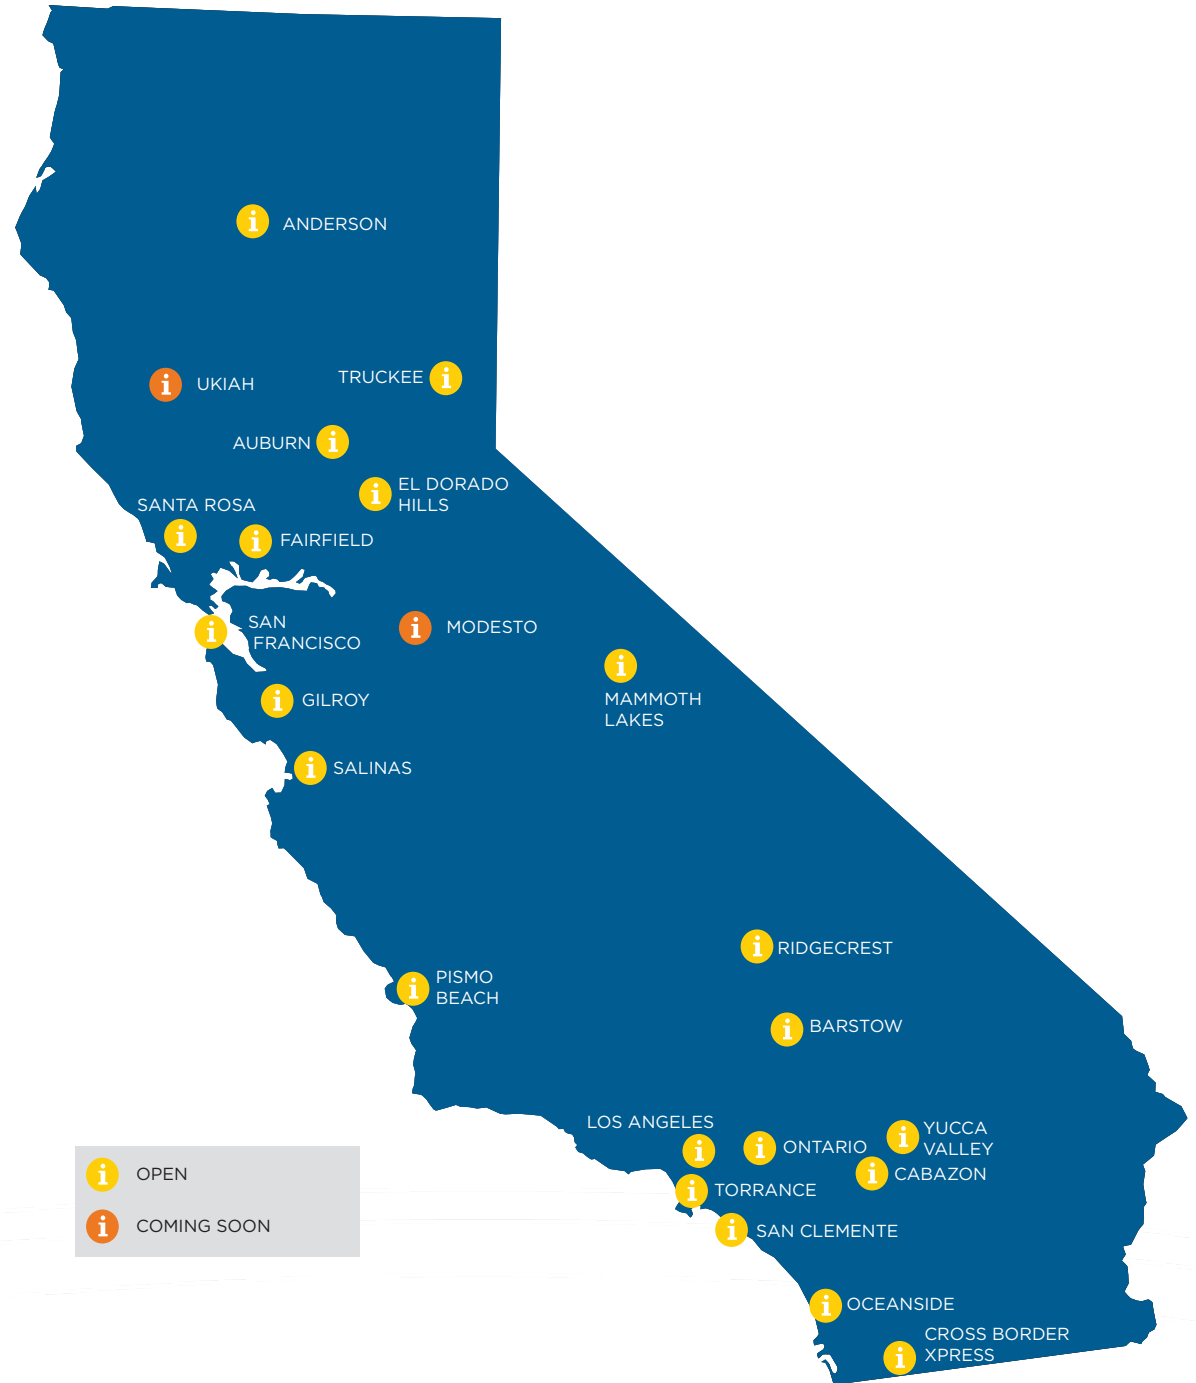 ANDERSON
UKIAH
TRUCKEE
AUBURN
EL DORADO
HILLS
SANTA ROSA
FAIRFIELD
SAN
FRANCISCO
MODESTO
MAMMOTH
LAKES
GILROY
SALINAS
RIDGECREST
PISMO
BEACH
BARSTOW
LOS ANGELES
ONTARIO
YUCCA
VALLEY
CABAZON
TORRANCE
SAN CLEMENTE
OCEANSIDE
CROSS BORDER
XPRESS
OPEN
COMING SOON